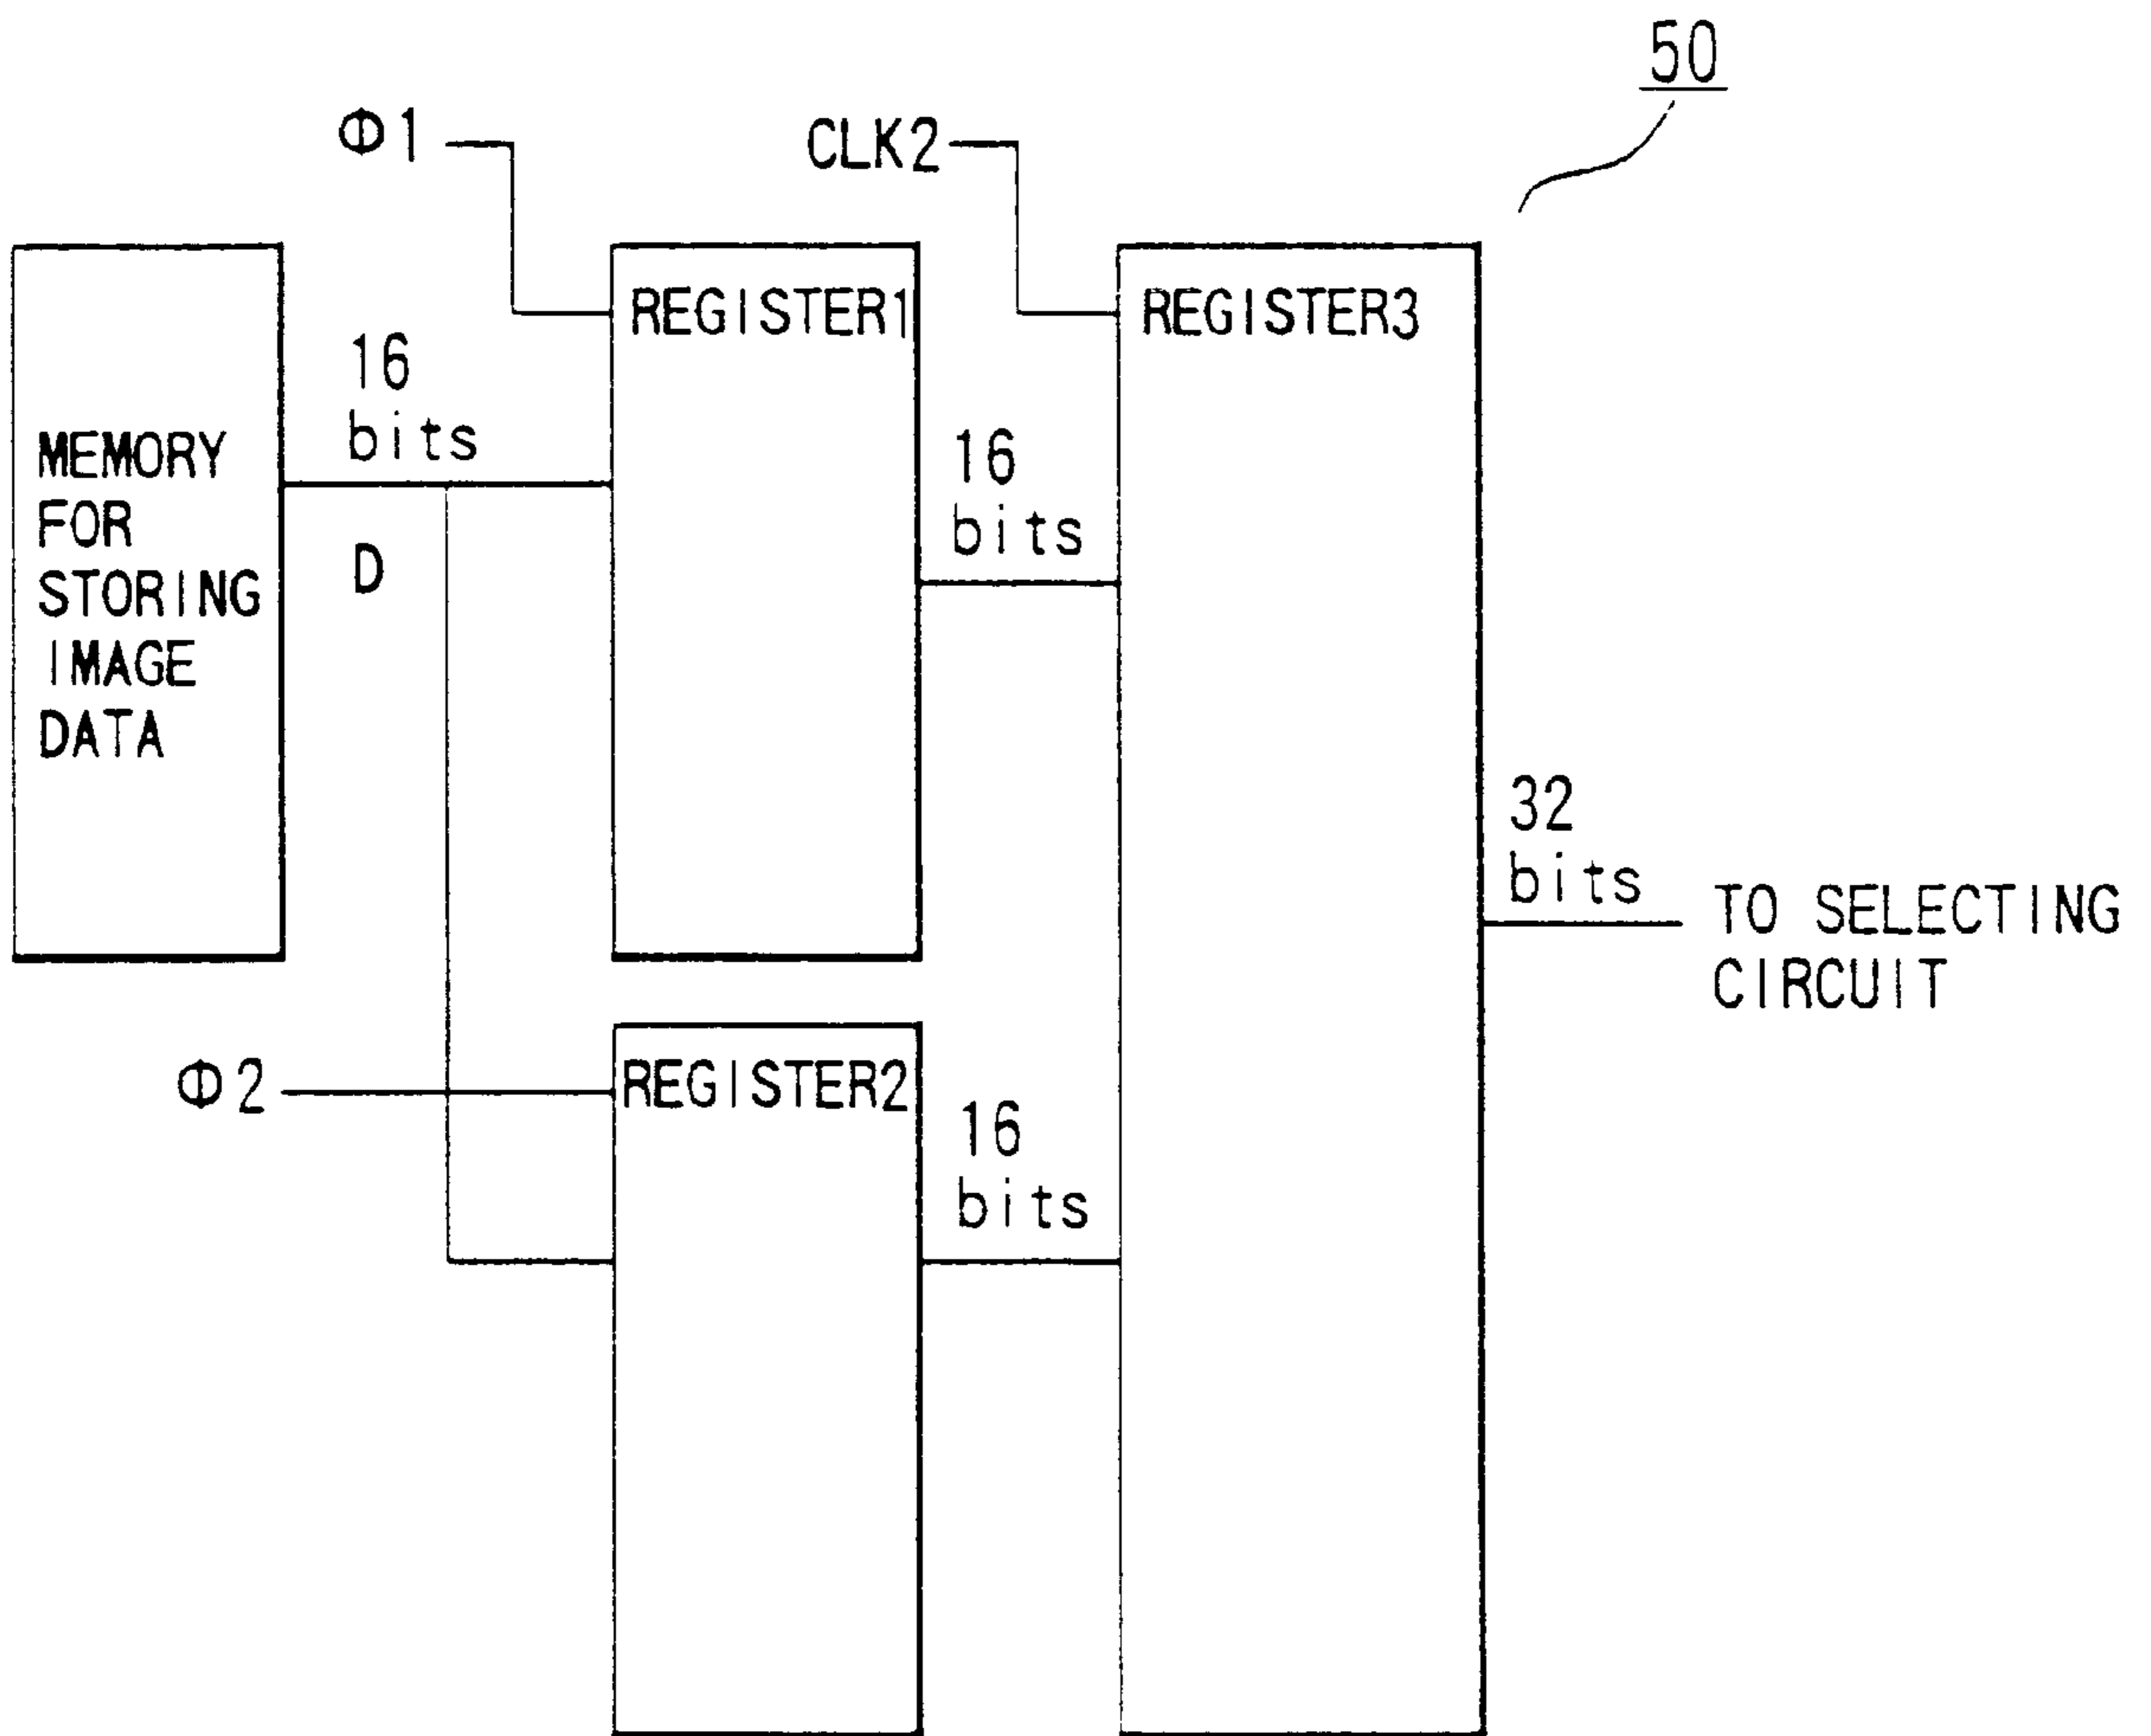 50
Φ1
CLK2
REGISTER1
REGISTER3
16
bits
MEMORY
FOR
STORING
IMAGE
DATA
D
16
bits
32
bits
TO SELECTING
CIRCUIT
Φ2
REGISTER2
16
bits